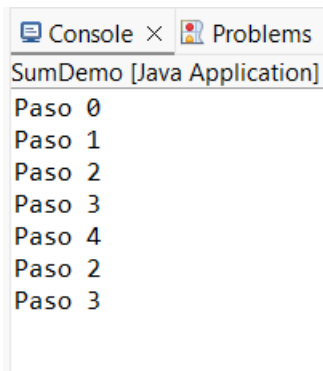 Console × Problems
SumDemo [Java Application]
Paso 0
Paso 1
Paso 2
Paso 3
Paso 4
Paso 2
Paso 3